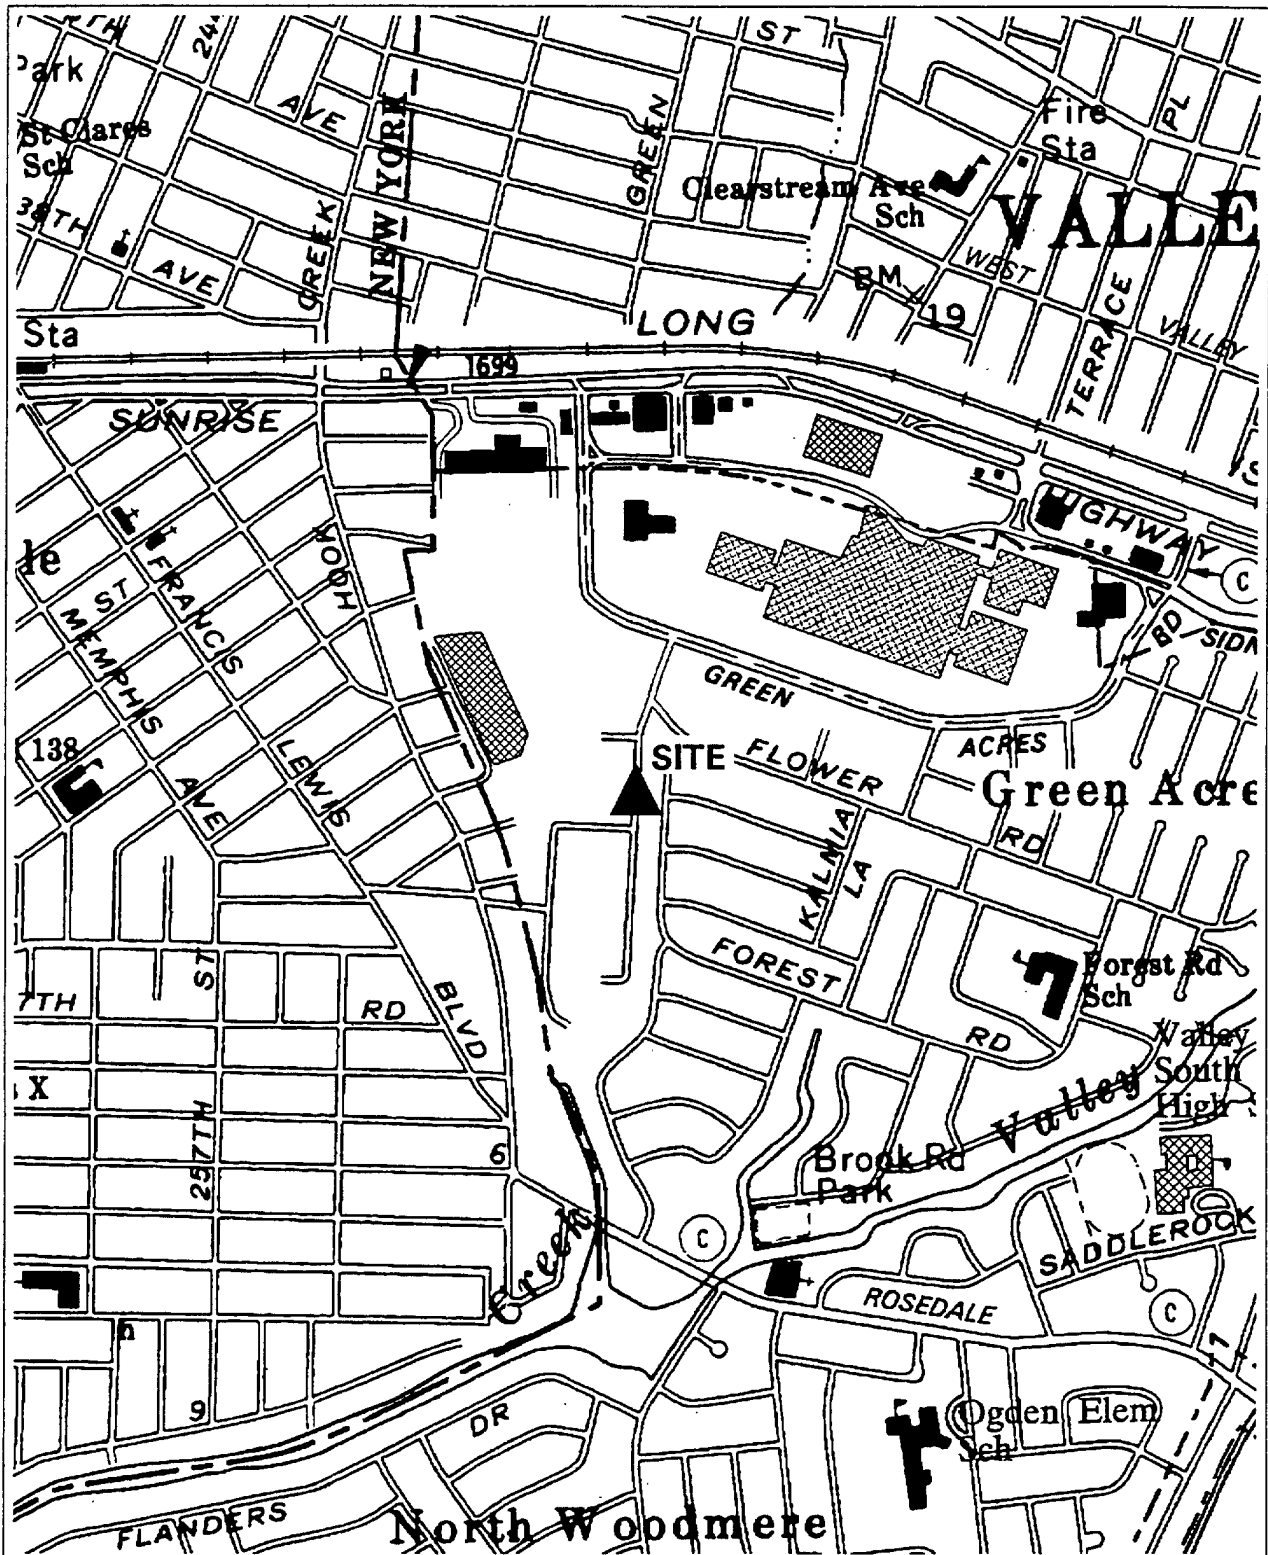 ST
24
Park
AVE
NEW YORK
GREEN
Fire
Sta
PL
St Clares
Sch
Clearstream Ave
Sch
VALLE
38TH
AVE
CREEK
WEST
BM
19
TERRACE
VALLEY
Sta
LONG
1699
SUNRISE
HIGHWAY
C
HOOK
le
ST
FRANCIS
LEWIS
BLVD
MEMPHIS
AVE
BD
SIDN
GREEN
ACRES
138
SITE
FLOWER
RD
Green Acre
KALMIA
LA
FOREST
RD
Forest Rd
Sch
ST
7TH
RD
X
257TH
6
Valley
South
High
Valley
Brook Rd
Park
Creek
C
SADDLEROCK
ROSEDALE
C
n
9
DR
Ogden Elem
Sch
FLANDERS
North Woodmere